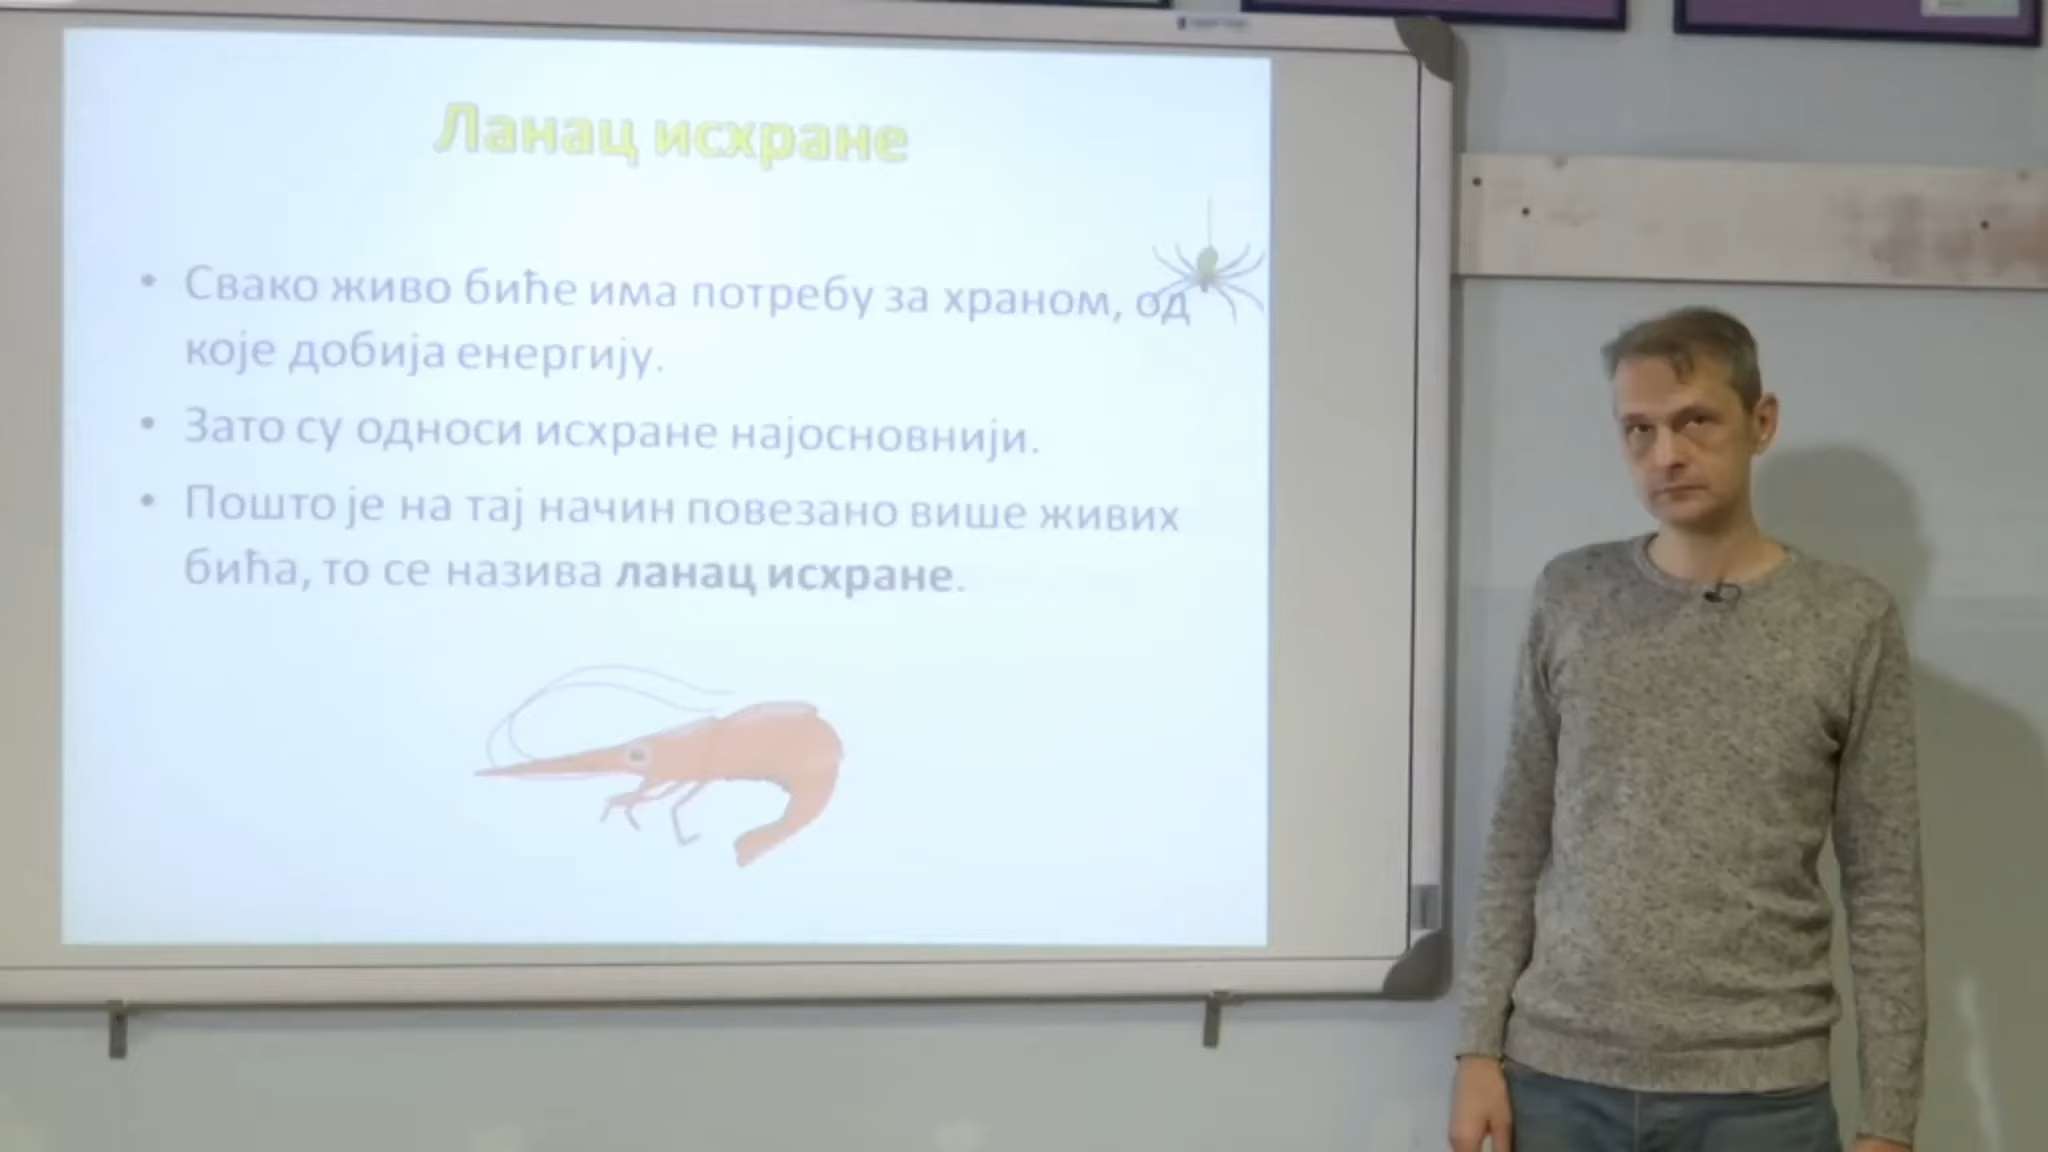 Ланац исхране
• Свако живо биће има потребу за храном, од
које добија енергију.
• Зато су односи исхране најосновнији.
• Пошто је на тај начин повезано више живих
бића, то се назива ланац исхране.